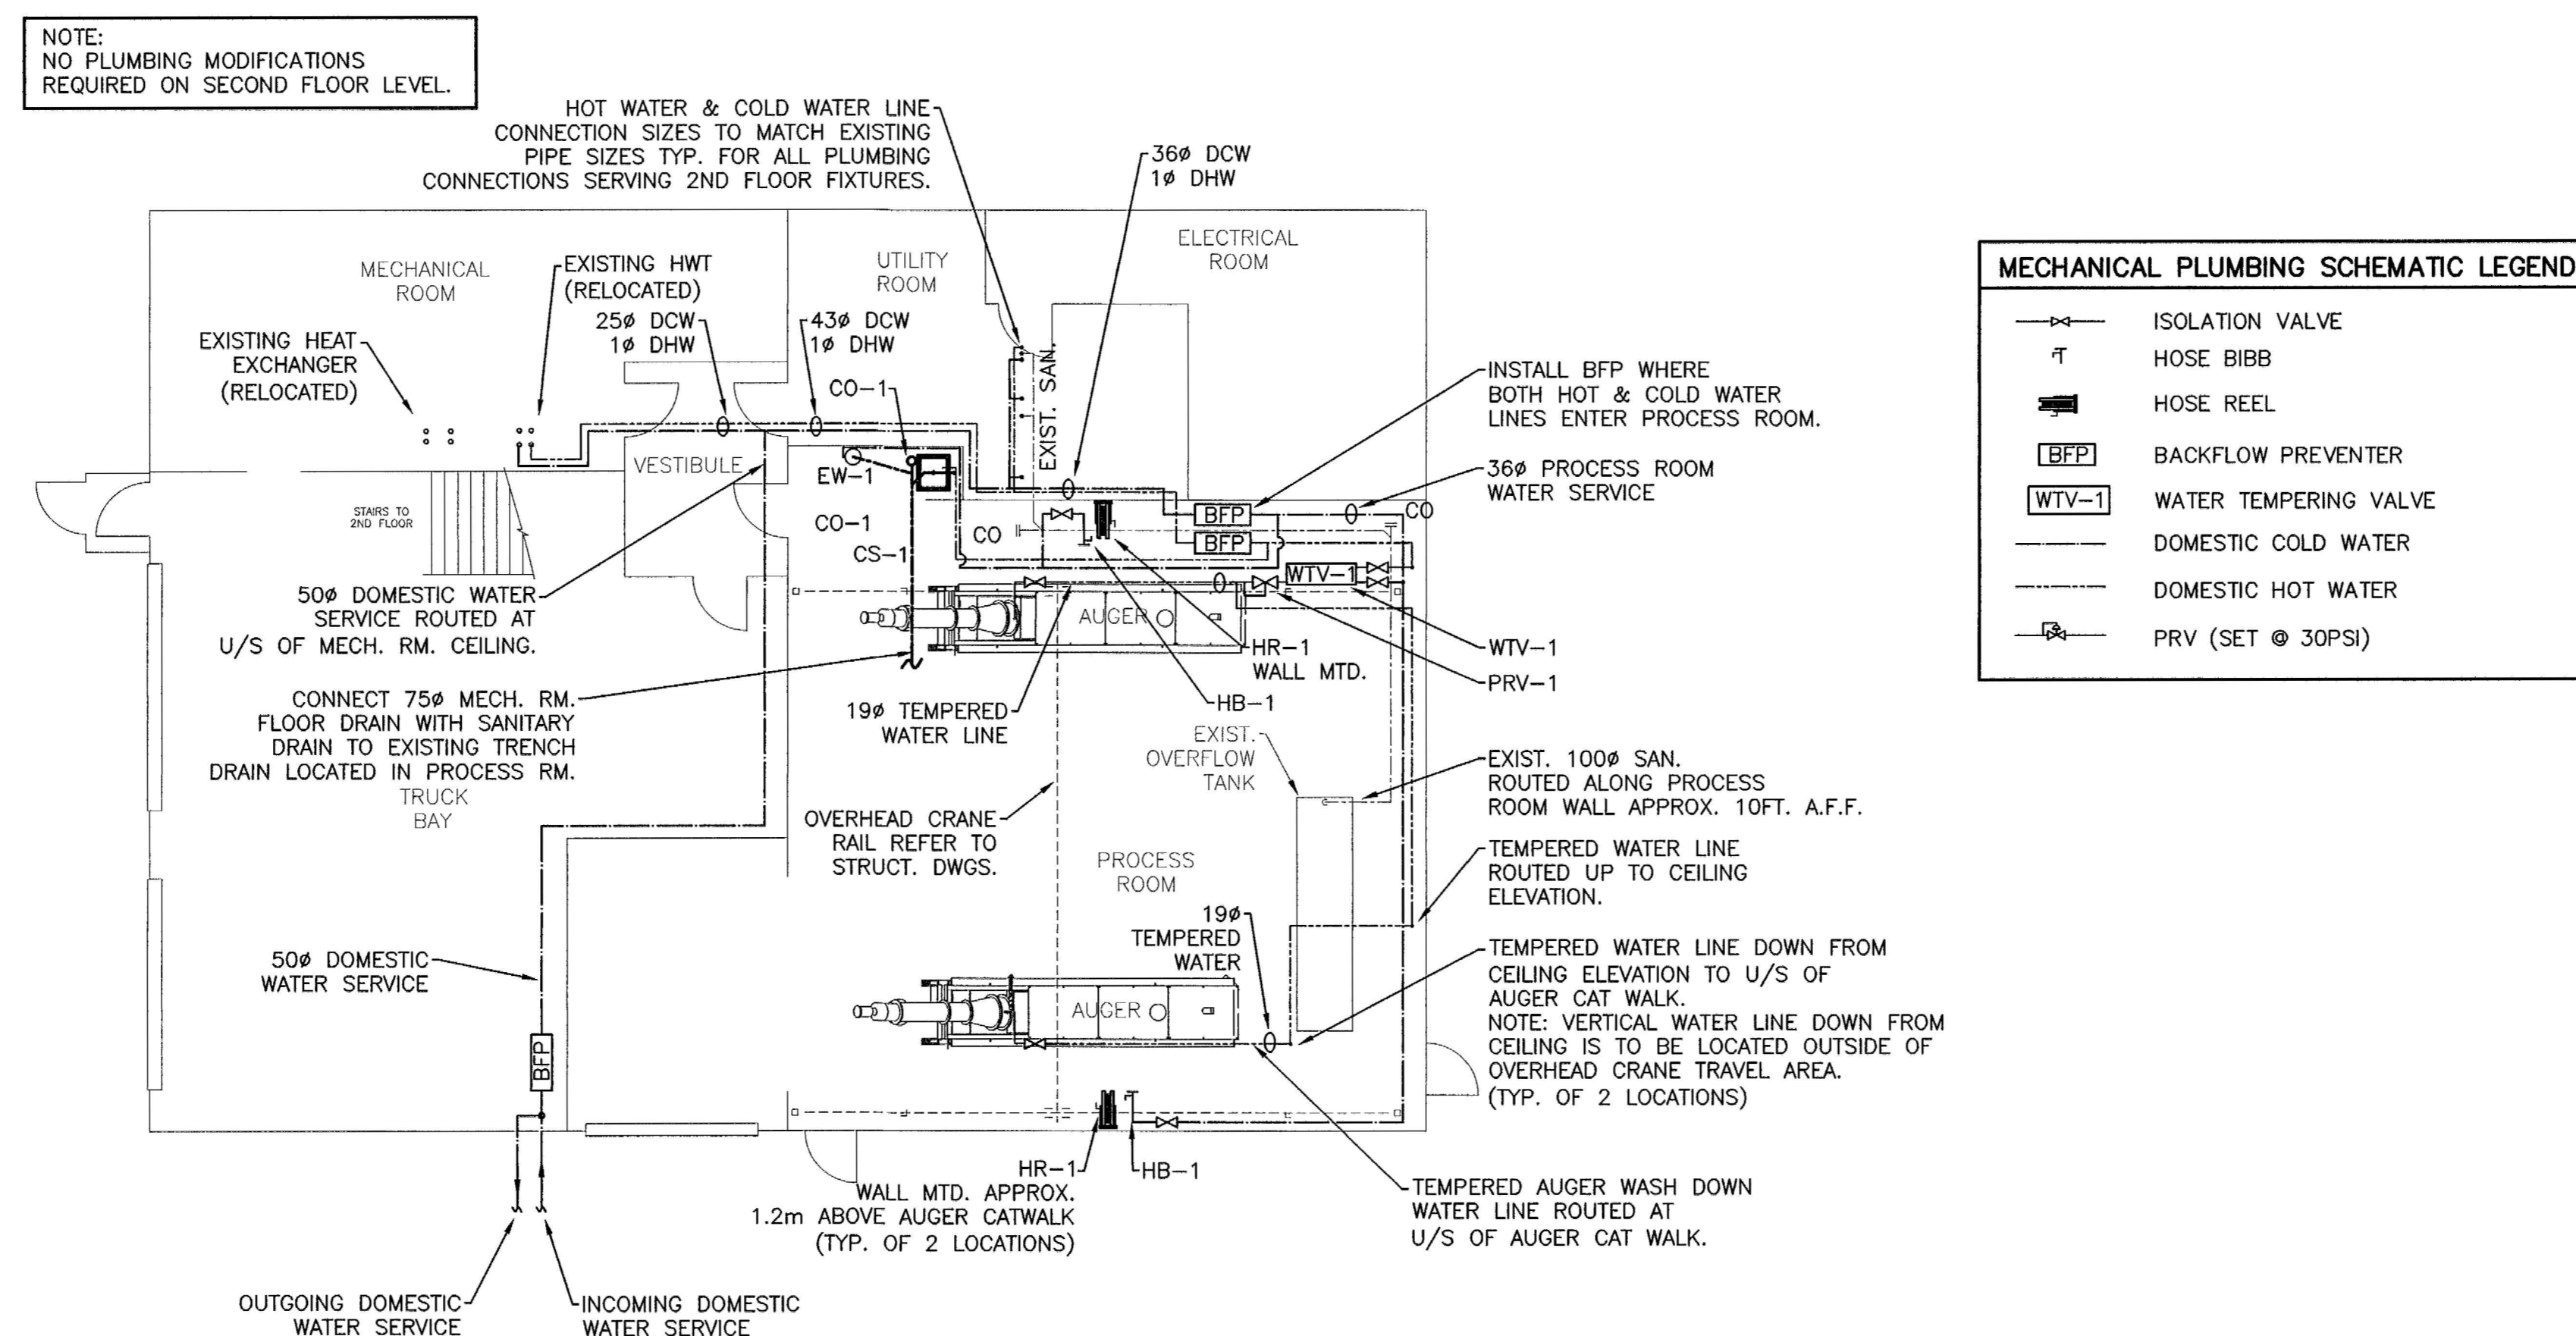 NOTE:
NO PLUMBING MODIFICATIONS
REQUIRED ON SECOND FLOOR LEVEL.
HOT WATER & COLD WATER LINE
CONNECTION SIZES TO MATCH EXISTING
PIPE SIZES TYP. FOR ALL PLUMBING
CONNECTIONS SERVING 2ND FLOOR FIXTURES.
36ø DCW
1ø DHW
MECHANICAL
ROOM
EXISTING HWT
(RELOCATED)
25ø DCW
1ø DHW
43ø DCW
1ø DHW
UTILITY
ROOM
ELECTRICAL
ROOM
EXISTING HEAT
EXCHANGER
(RELOCATED)
CO-1
EXIST. SAN.
VESTIBULE
EW-1
STAIRS TO
2ND FLOOR
CO-1
CS-1
CO
BFP
BFP
CO
WTV-1
INSTALL BFP WHERE
BOTH HOT & COLD WATER
LINES ENTER PROCESS ROOM.
36ø PROCESS ROOM
WATER SERVICE
50ø DOMESTIC WATER
SERVICE ROUTED AT
U/S OF MECH. RM. CEILING.
AUGER
HR-1
WALL MTD.
WTV-1
PRV-1
HB-1
CONNECT 75ø MECH. RM.
FLOOR DRAIN WITH SANITARY
DRAIN TO EXISTING TRENCH
DRAIN LOCATED IN PROCESS RM.
19ø TEMPERED
WATER LINE
EXIST.
OVERFLOW
TANK
TRUCK
BAY
OVERHEAD CRANE
RAIL REFER TO
STRUCT. DWGS.
EXIST. 100ø SAN.
ROUTED ALONG PROCESS
ROOM WALL APPROX. 10FT. A.F.F.
PROCESS
ROOM
TEMPERED WATER LINE
ROUTED UP TO CEILING
ELEVATION.
19ø
TEMPERED
WATER
50ø DOMESTIC
WATER SERVICE
AUGER
TEMPERED WATER LINE DOWN FROM
CEILING ELEVATION TO U/S OF
AUGER CAT WALK.
NOTE: VERTICAL WATER LINE DOWN FROM
CEILING IS TO BE LOCATED OUTSIDE OF
OVERHEAD CRANE TRAVEL AREA.
(TYP. OF 2 LOCATIONS)
BFP
HR-1
WALL MTD. APPROX.
1.2m ABOVE AUGER CATWALK
(TYP. OF 2 LOCATIONS)
HB-1
TEMPERED AUGER WASH DOWN
WATER LINE ROUTED AT
U/S OF AUGER CAT WALK.
OUTGOING DOMESTIC
WATER SERVICE
INCOMING DOMESTIC
WATER SERVICE
MECHANICAL PLUMBING SCHEMATIC LEGEND
ISOLATION VALVE
HOSE BIBB
HOSE REEL
BFP BACKFLOW PREVENTER
WTV-1 WATER TEMPERING VALVE
DOMESTIC COLD WATER
DOMESTIC HOT WATER
PRV (SET @ 30PSI)